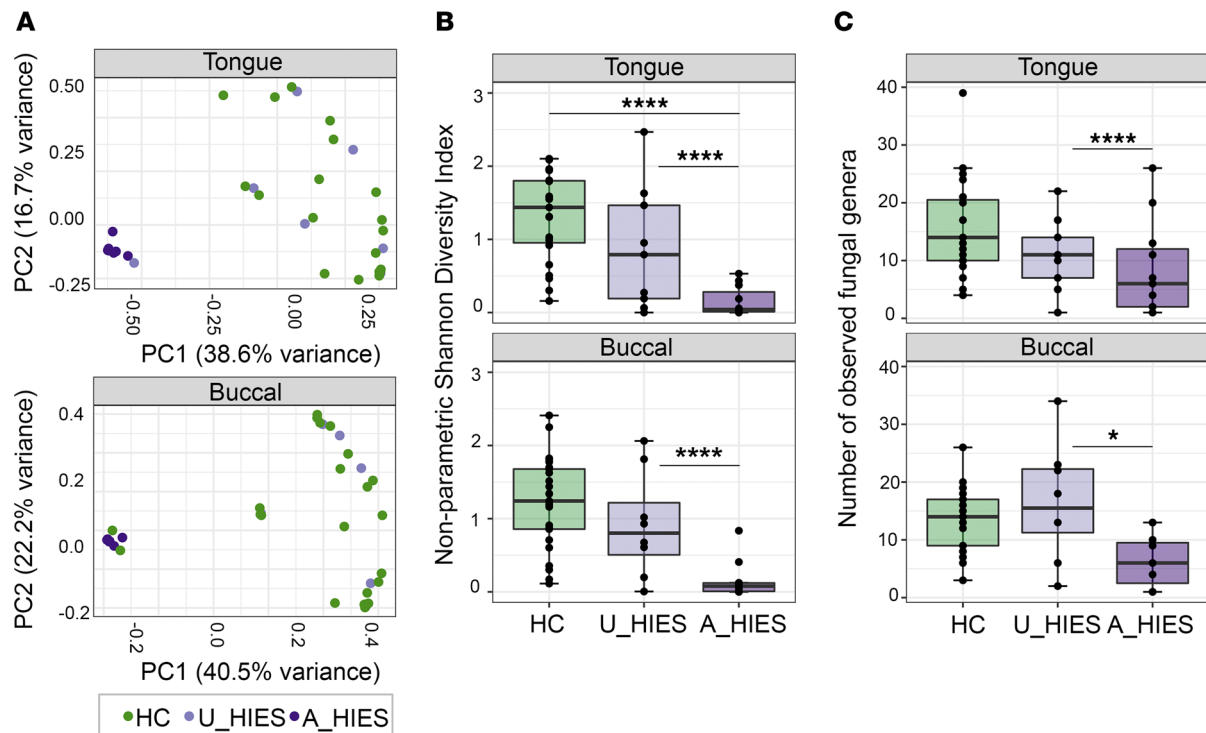 A
Tongue
PC2 (16.7% variance)
0.50
0.25
0.00
-0.25
-0.50
-0.25
0.00
0.25
PC1 (38.6% variance)
Buccal
PC2 (22.2% variance)
0.4
0.2
0.0
-0.2
-0.2
0.0
0.2
0.4
PC1 (40.5% variance)
HC U_HIES A_HIES
B
Non-parametric Shannon Diversity Index
Tongue
3
2
1
0
****
****
Buccal
3
2
1
0
****
HC U_HIES A_HIES
C
Number of observed fungal genera
Tongue
40
30
20
10
0
****
Buccal
40
30
20
10
0
*
HC U_HIES A_HIES